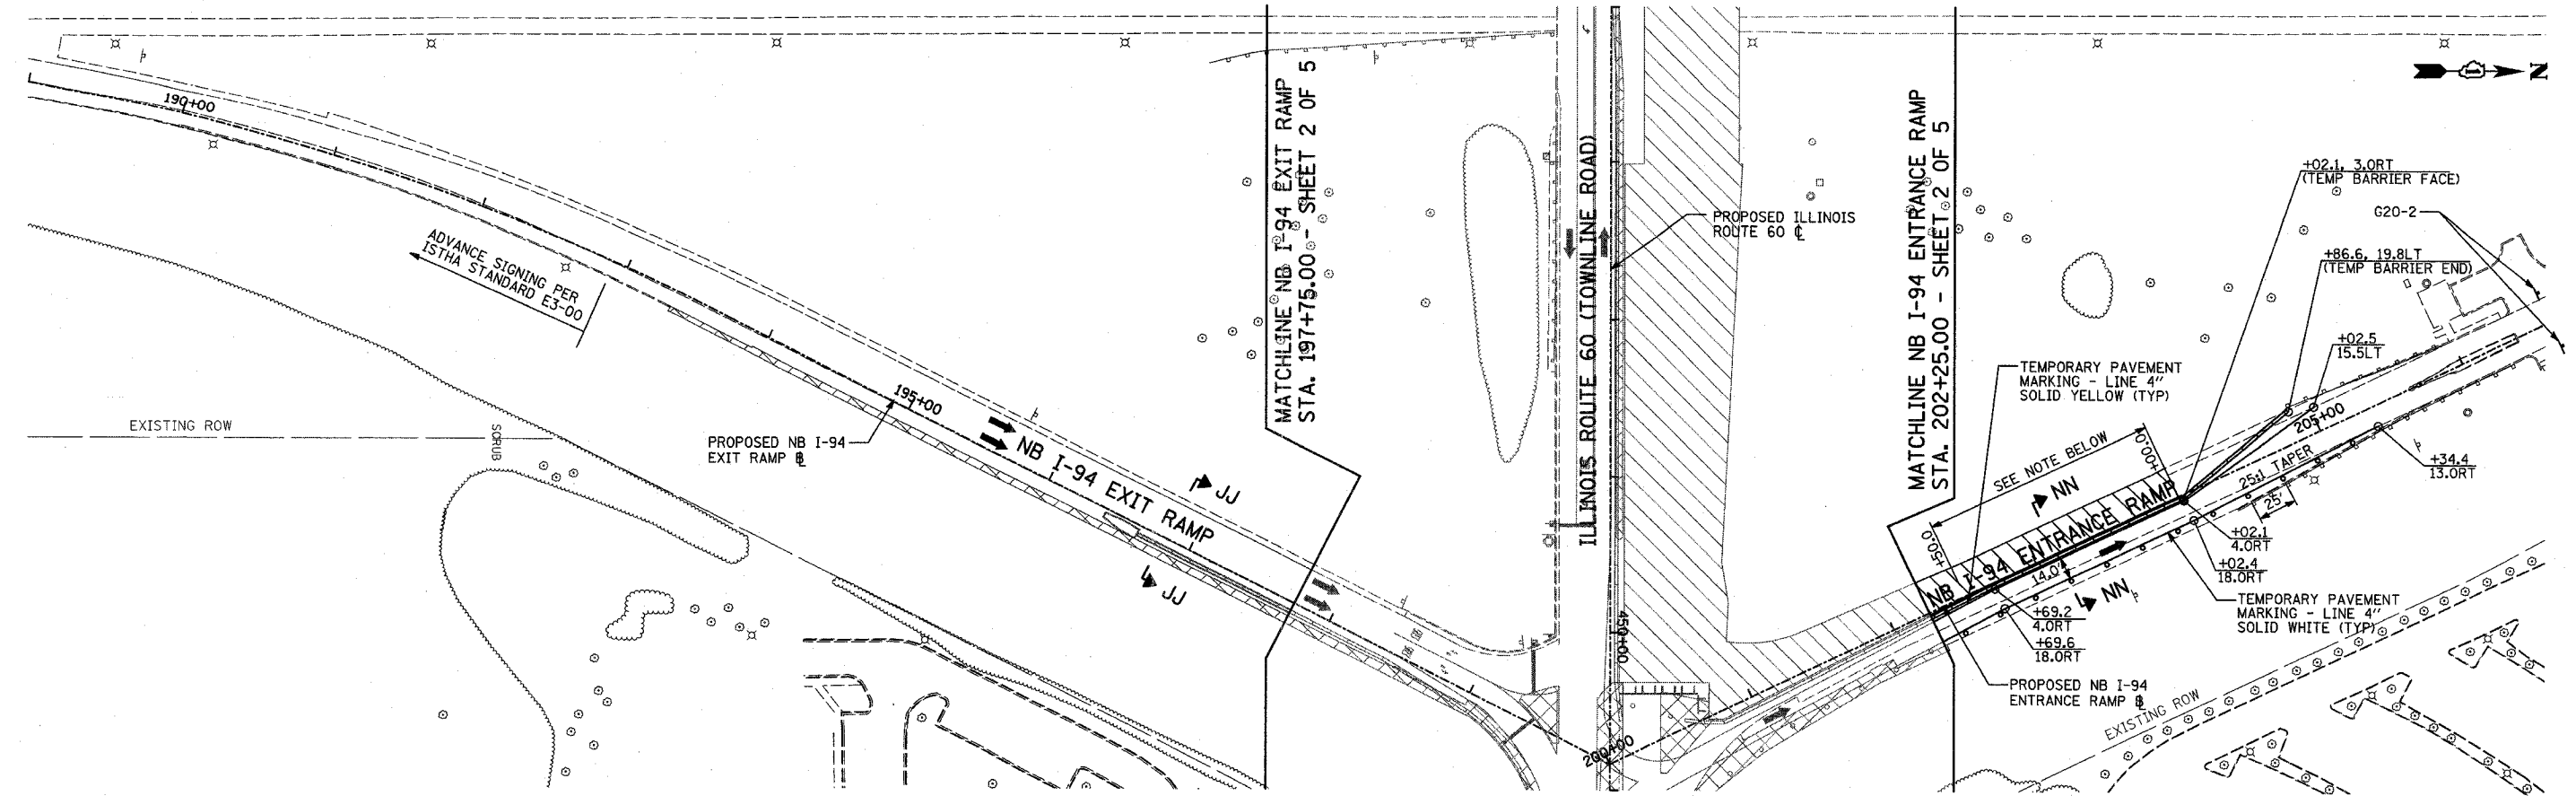 190+00
ADVANCE SIGNING PER
ISTHA STANDARD E3-00
EXISTING ROW
SCRUB
195+00
PROPOSED NB I-94
EXIT RAMP ℄
NB I-94 EXIT RAMP
JJ
JJ
MATCHLINE NB I-94 EXIT RAMP
STA. 197+75.00 - SHEET 2 OF 5
ILLINOIS ROUTE 60 (TOWNLINE ROAD)
PROPOSED ILLINOIS
ROUTE 60 ℄
450+00
200+00
MATCHLINE NB I-94 ENTRANCE RAMP
STA. 202+25.00 - SHEET 2 OF 5
N
+02.1, 3.0RT
(TEMP BARRIER FACE)
G20-2
+86.6, 19.8LT
(TEMP BARRIER END)
+02.5
15.5LT
TEMPORARY PAVEMENT
MARKING - LINE 4"
SOLID YELLOW (TYP)
205+00
SEE NOTE BELOW
+00.0
+50.0
NN
NB I-94 ENTRANCE RAMP
25:1 TAPER
25'
+34.4
13.0RT
14.0'
+02.1
4.0RT
+02.4
18.0RT
NN
+69.2
4.0RT
+69.6
18.0RT
TEMPORARY PAVEMENT
MARKING - LINE 4"
SOLID WHITE (TYP)
PROPOSED NB I-94
ENTRANCE RAMP
EXISTING ROW